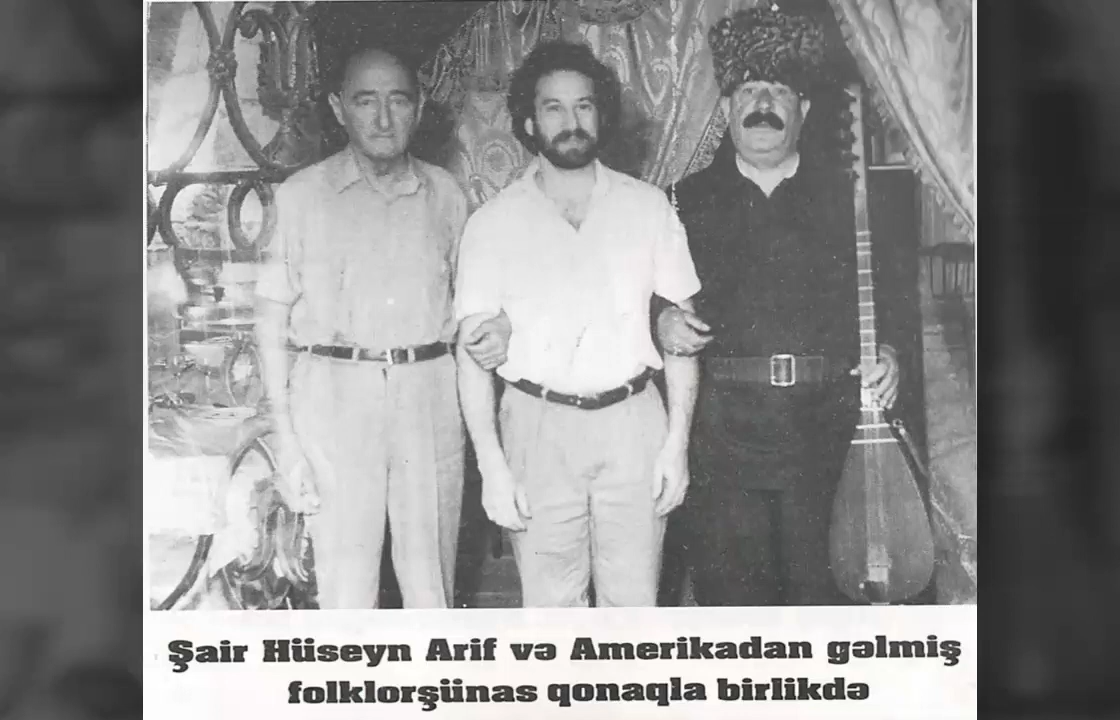 Şair Hüseyn Arif və Amerikadan gəlmiş
folklorşünas qonaqla birlikdə